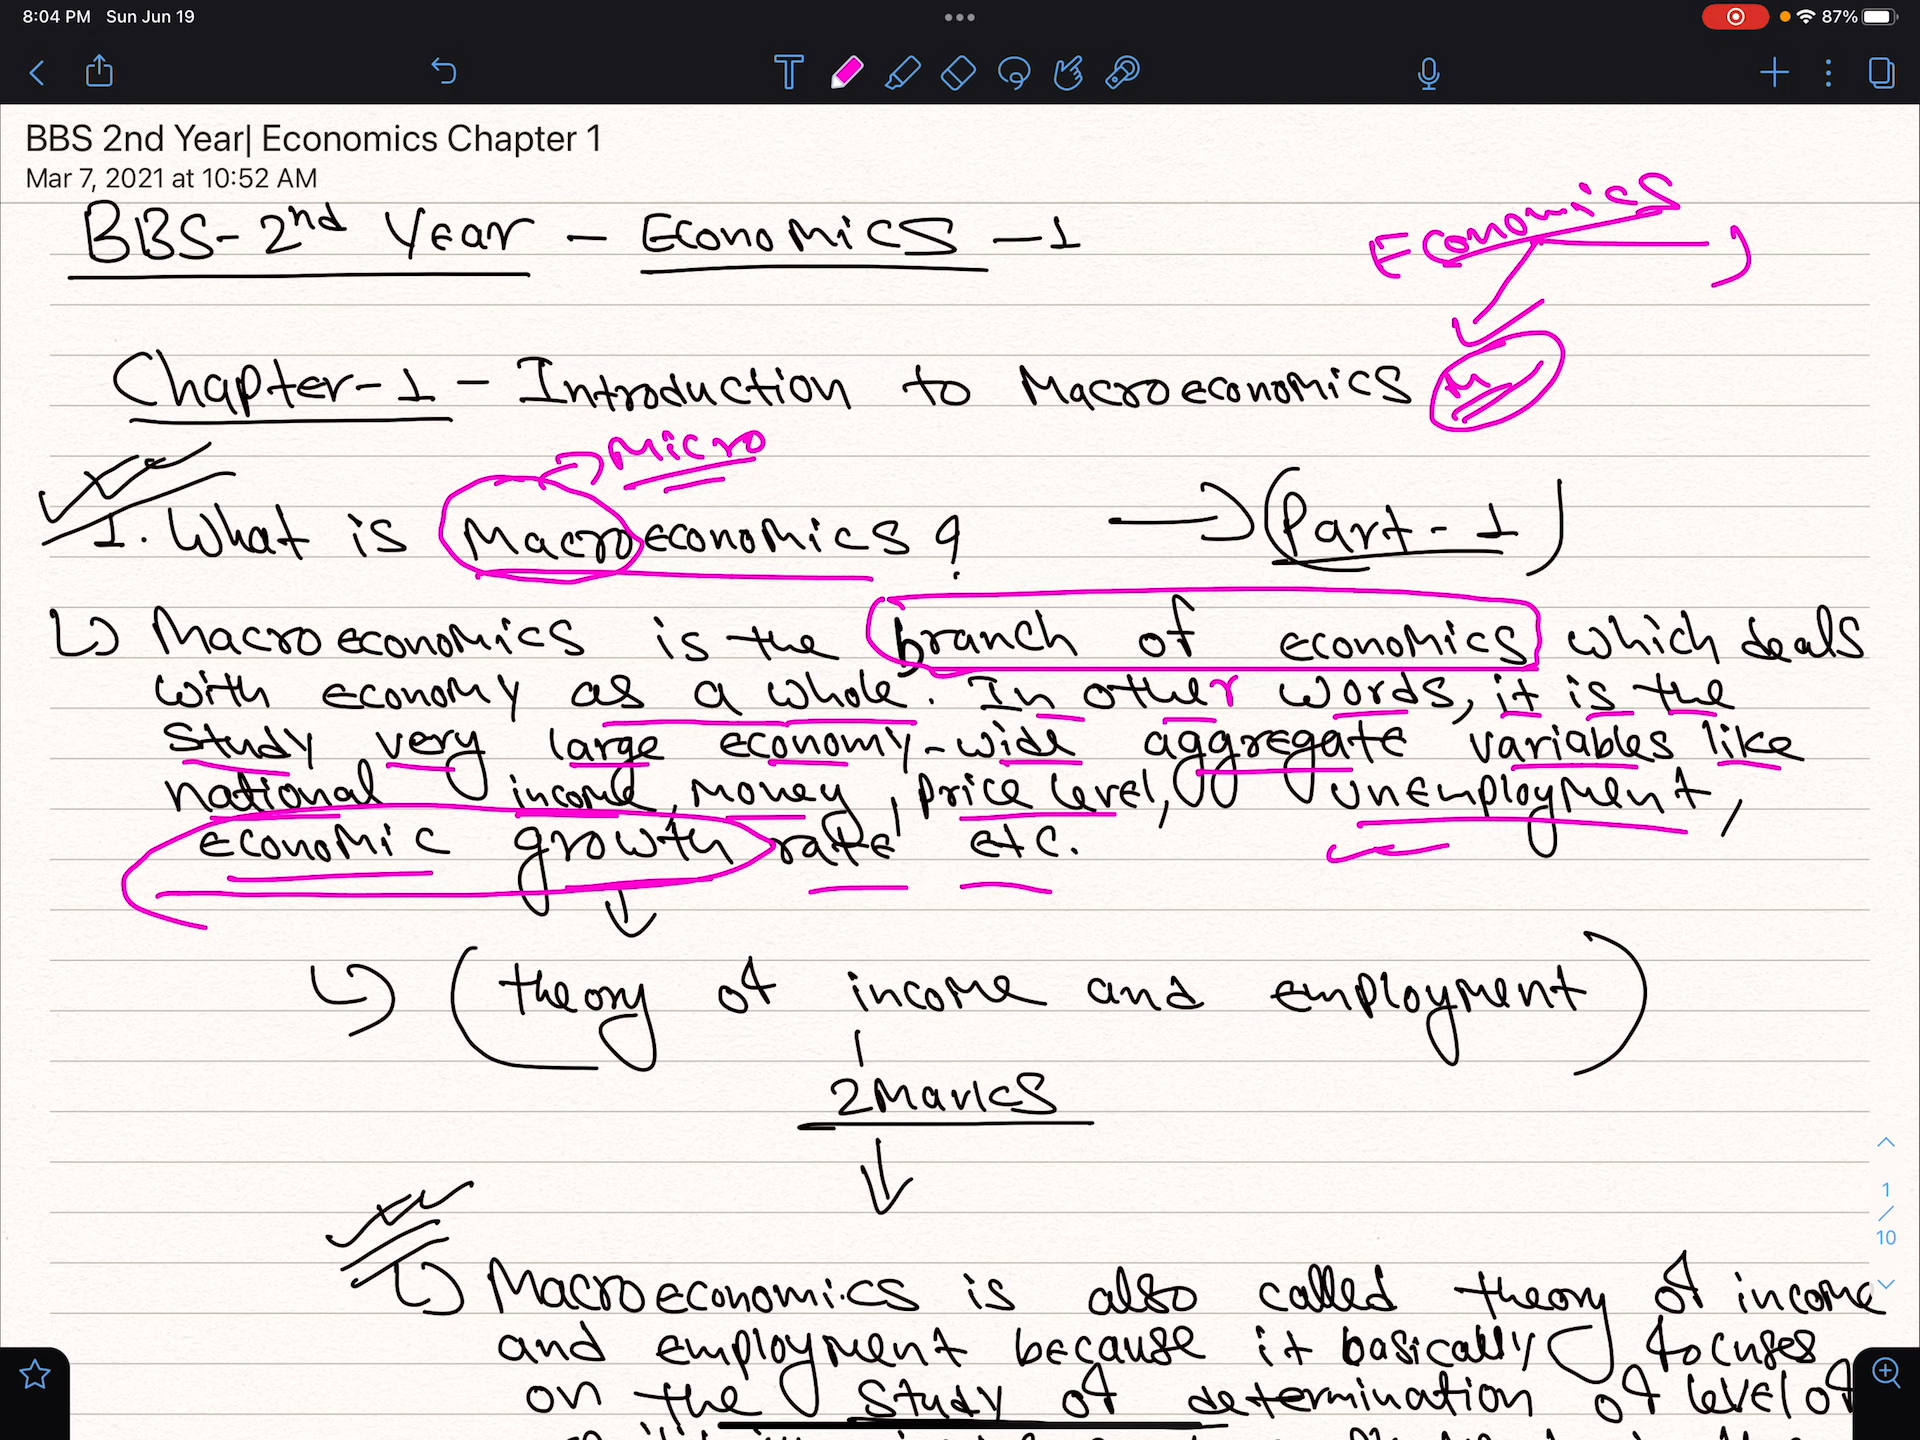 8:04 PM Sun Jun 19
87%
BBS 2nd Year| Economics Chapter 1
Mar 7, 2021 at 10:52 AM
BBS - 2nd Year - Economics - 1
Economics
Chapter - 1 - Introduction to Macroeconomics
M
Micro
1. What is Macroeconomics? → (Part - 1)
Macroeconomics is the branch of economics which deals
with economy as a whole. In other words, it is the
study very large economy-wide aggregate variables like
national income, money, price level, unemployment,
economic growth rate etc.
(theory of income and employment)
2 Marks
Macroeconomics is also called theory of income
and employment because it basically focuses
on the study of determination of level of
1
/
10